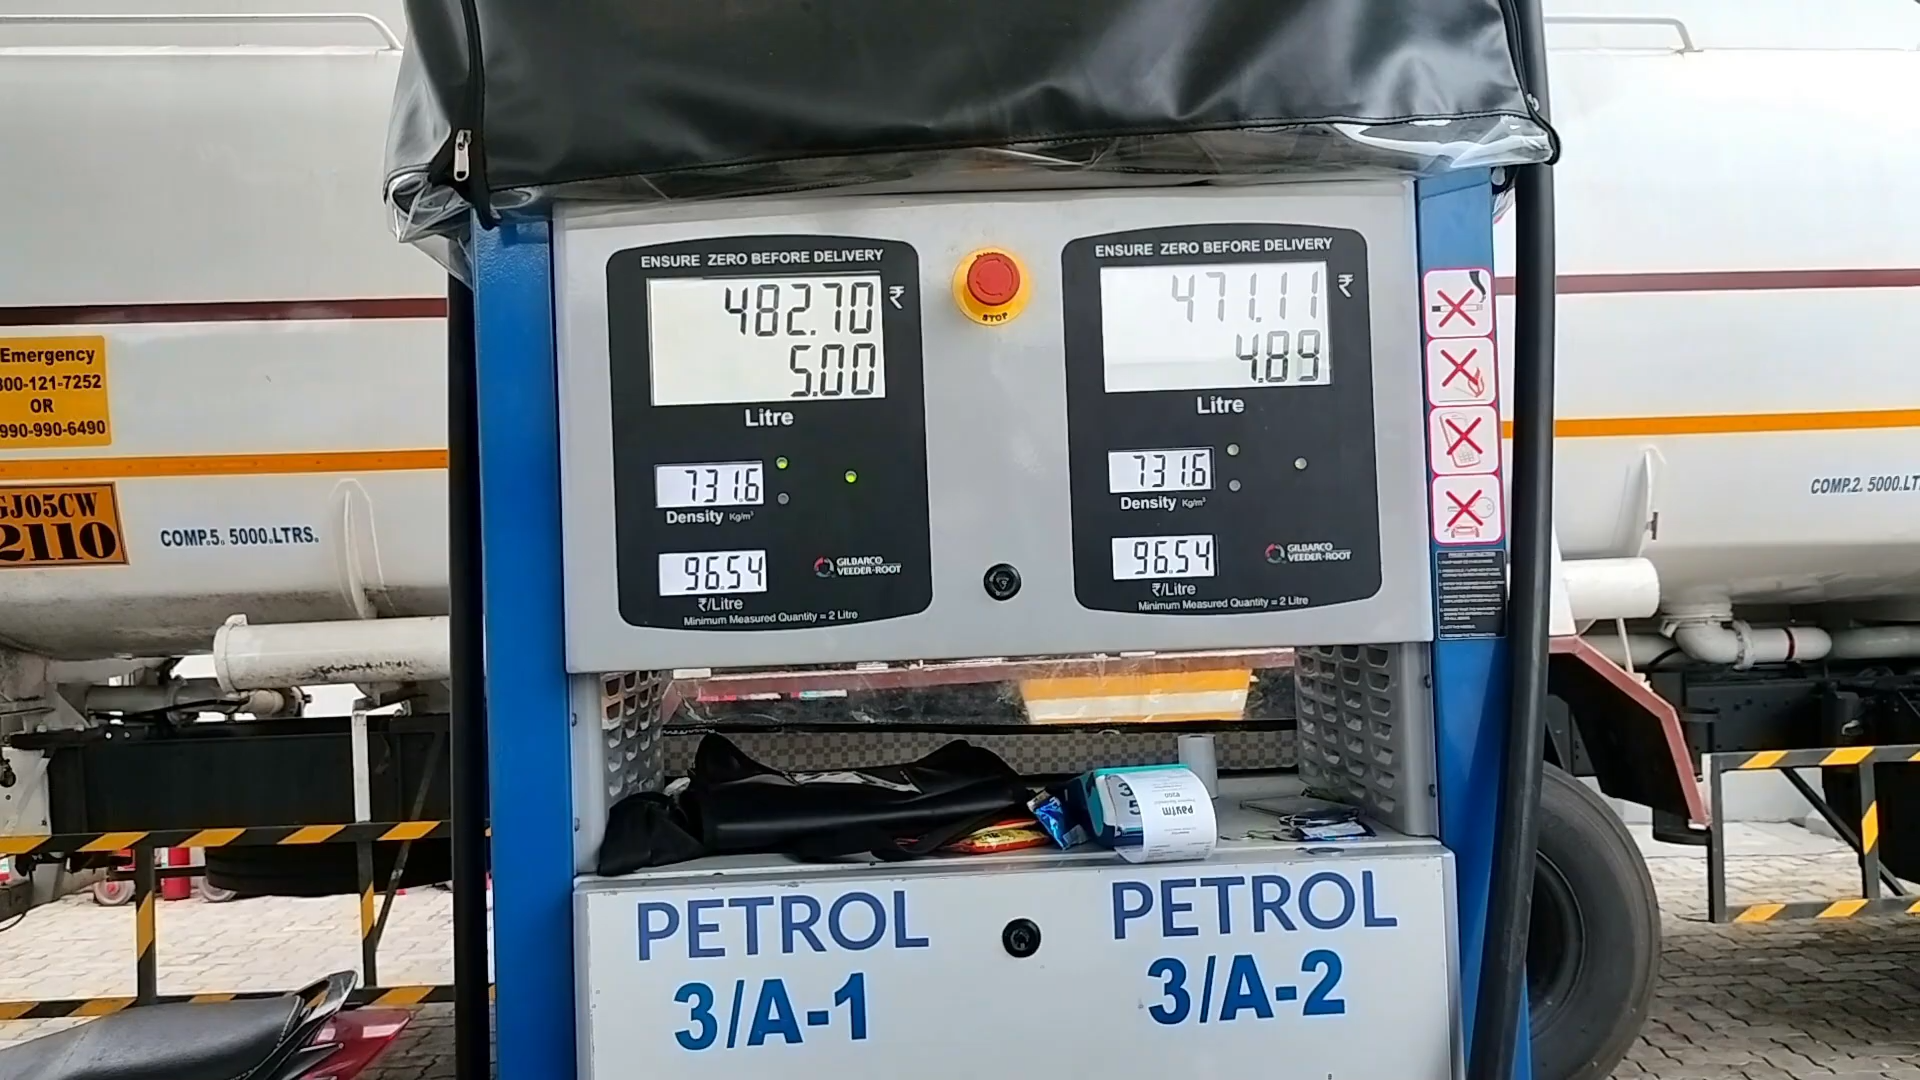 Emergency
800-121-7252
OR
990-990-6490
GJ05CW
2110
COMP.5. 5000.LTRS.
ENSURE ZERO BEFORE DELIVERY
482.70 ₹
5.00
Litre
731.6
Density Kg/m³
96.54
₹/Litre
GILBARCO
VEEDER-ROOT
Minimum Measured Quantity = 2 Litre
STOP
ENSURE ZERO BEFORE DELIVERY
471.11 ₹
4.89
Litre
731.6
Density Kg/m³
96.54
₹/Litre
GILBARCO
VEEDER-ROOT
Minimum Measured Quantity = 2 Litre
COMP.2. 5000.LT
Paytm
PETROL
3/A-1
PETROL
3/A-2